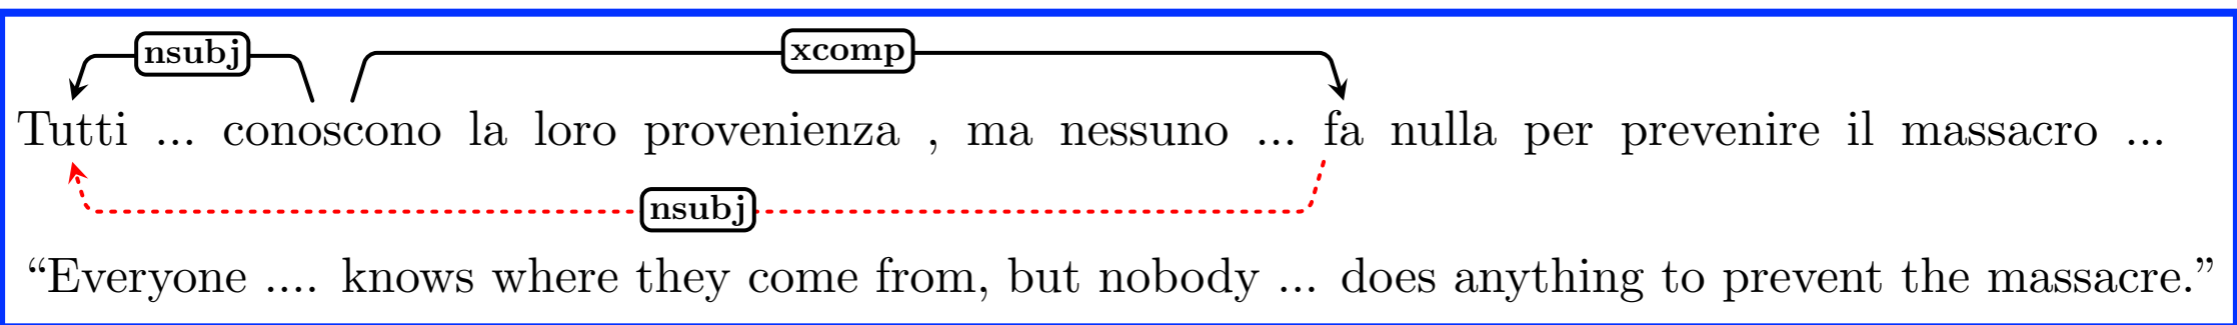 nsubj xcomp
Tutti ... conoscono la loro provenienza , ma nessuno ... fa nulla per prevenire il massacro ...
nsubj
“Everyone .... knows where they come from, but nobody ... does anything to prevent the massacre.”